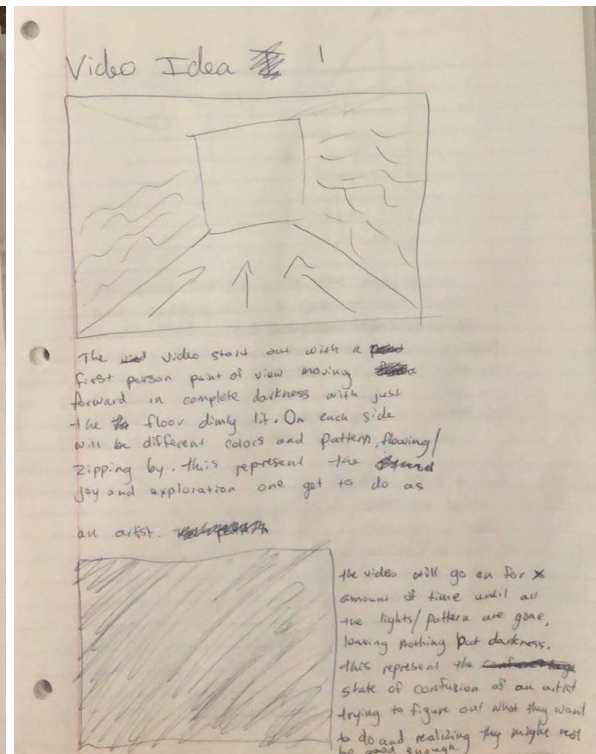 Video Idea 1
The video start out with a
first person point of view moving
forward in complete darkness with just
the floor dimly lit. On each side
will be different colors and pattern, flowing/
zipping by. this represent the
joy and exploration one get to do as
an artist.
the video will go on for x
amount of time until all
the lights/pattern are gone,
leaving nothing but darkness.
this represent the
state of confusion of an artist
trying to figure out what they want
to do and realizing they might not
be good enough.